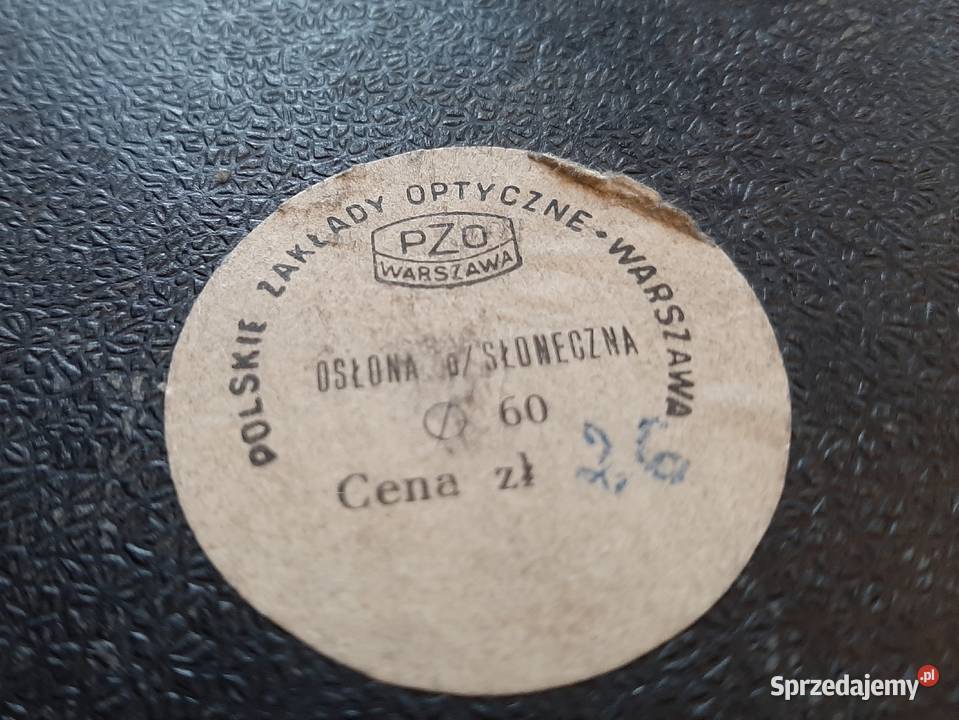 POLSKIE ZAKŁADY OPTYCZNE • WARSZAWA
PZO
WARSZAWA
OSŁONA p/SŁONECZNA
⌀ 60
Cena zł
Sprzedajemy.pl